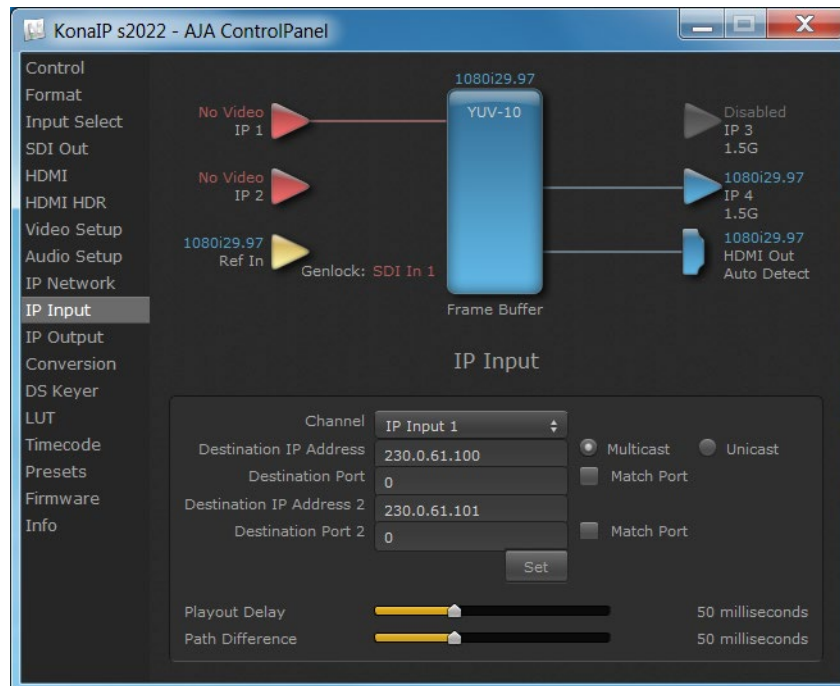 KonaIP s2022 - AJA ControlPanel
Control
Format
Input Select
SDI Out
HDMI
HDMI HDR
Video Setup
Audio Setup
IP Network
IP Input
IP Output
Conversion
DS Keyer
LUT
Timecode
Presets
Firmware
Info
No Video
IP 1
No Video
IP 2
1080i29.97
Ref In
Genlock: SDI In 1
1080i29.97
YUV-10
Frame Buffer
Disabled
IP 3
1.5G
1080i29.97
IP 4
1.5G
1080i29.97
HDMI Out
Auto Detect
IP Input
Channel IP Input 1
Destination IP Address 230.0.61.100 Multicast Unicast
Destination Port 0 Match Port
Destination IP Address 2 230.0.61.101
Destination Port 2 0 Match Port
Set
Playout Delay 50 milliseconds
Path Difference 50 milliseconds